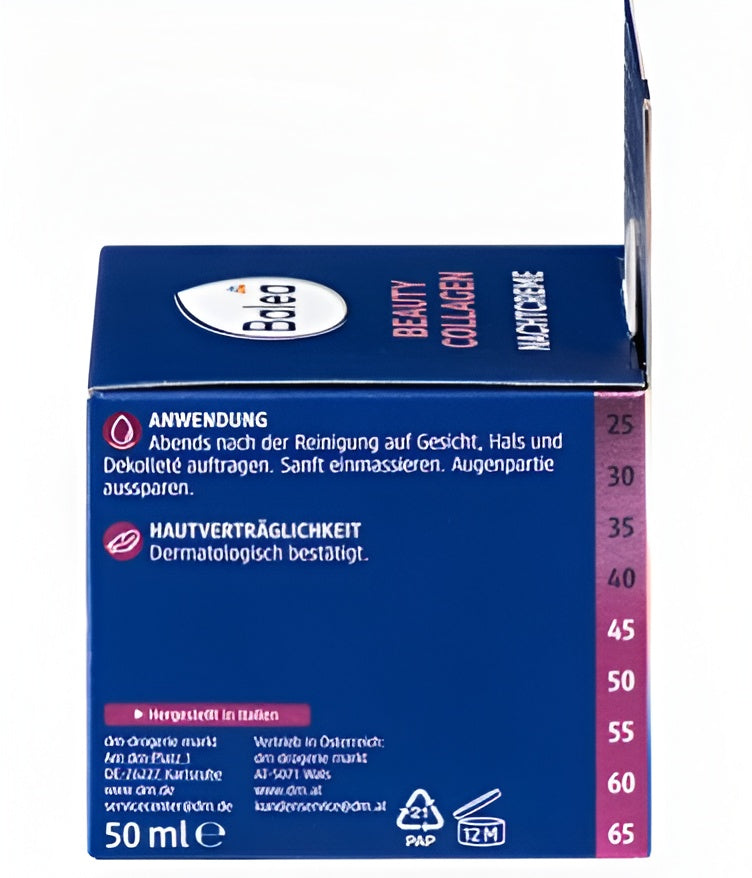 Balea
BEAUTY
COLLAGEN
NACHTCREME
ANWENDUNG
Abends nach der Reinigung auf Gesicht, Hals und
Dekolleté auftragen. Sanft einmassieren. Augenpartie
aussparen.
HAUTVERTRÄGLICHKEIT
Dermatologisch bestätigt.
Hergestellt in Italien
dm drogerie markt
Am dm-Platz 1
DE-76227 Karlsruhe
www.dm.de
servicecenter@dm.de
Vertrieb in Österreich:
dm drogerie markt
AT-5071 Wals
www.dm.at
kundenservice@dm.at
50 ml ℮
21
PAP
12 M
25
30
35
40
45
50
55
60
65